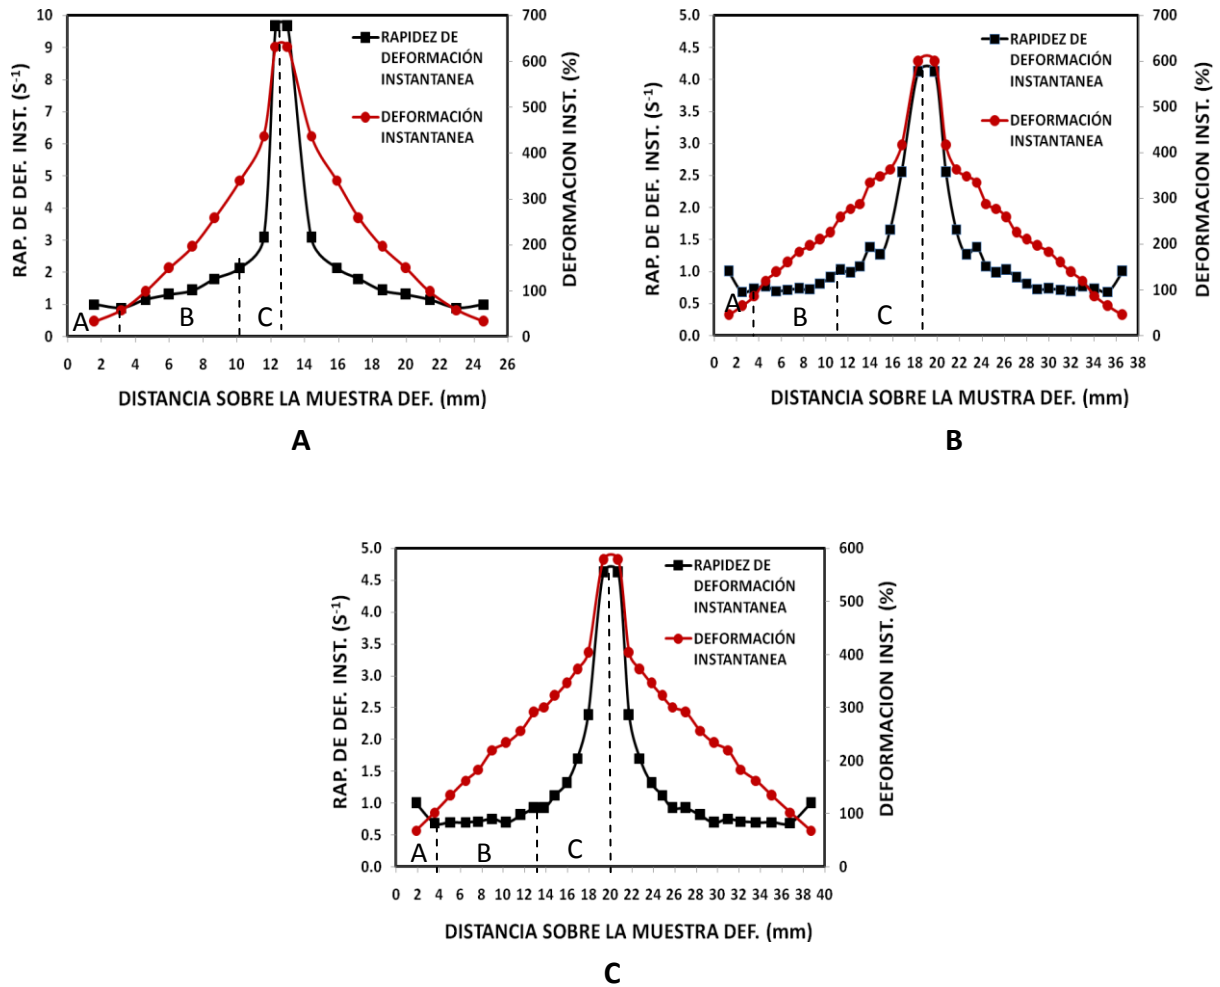 10
9
8
7
6
5
4
3
2
1
0
RAP. DE DEF. INST. (S-1)
700
600
500
400
300
200
100
0
DEFORMACION INST. (%)
RAPIDEZ DE
DEFORMACIÓN
INSTANTANEA
DEFORMACIÓN
INSTANTANEA
A
B
C
0 2 4 6 8 10 12 14 16 18 20 22 24 26
DISTANCIA SOBRE LA MUESTRA DEF. (mm)
A
5.0
4.5
4.0
3.5
3.0
2.5
2.0
1.5
1.0
0.5
0.0
RAP. DE DEF. INST. (S-1)
700
600
500
400
300
200
100
0
DEFORMACION INST. (%)
RAPIDEZ DE
DEFORMACIÓN
INSTANTANEA
DEFORMACIÓN
INSTANTANEA
A
B
C
0 2 4 6 8 10 12 14 16 18 20 22 24 26 28 30 32 34 36 38
DISTANCIA SOBRE LA MUSTRA DEF. (mm)
B
5.0
4.5
4.0
3.5
3.0
2.5
2.0
1.5
1.0
0.5
0.0
RAP. DE DEF. INST. (S-1)
600
500
400
300
200
100
0
DEFORMACION INST. (%)
RAPIDEZ DE
DEFORMACIÓN
INSTANTANEA
DEFORMACIÓN
INSTANTANEA
A
B
C
0 2 4 6 8 10 12 14 16 18 20 22 24 26 28 30 32 34 36 38 40
DISTANCIA SOBRE LA MUESTRA DEF. (mm)
C